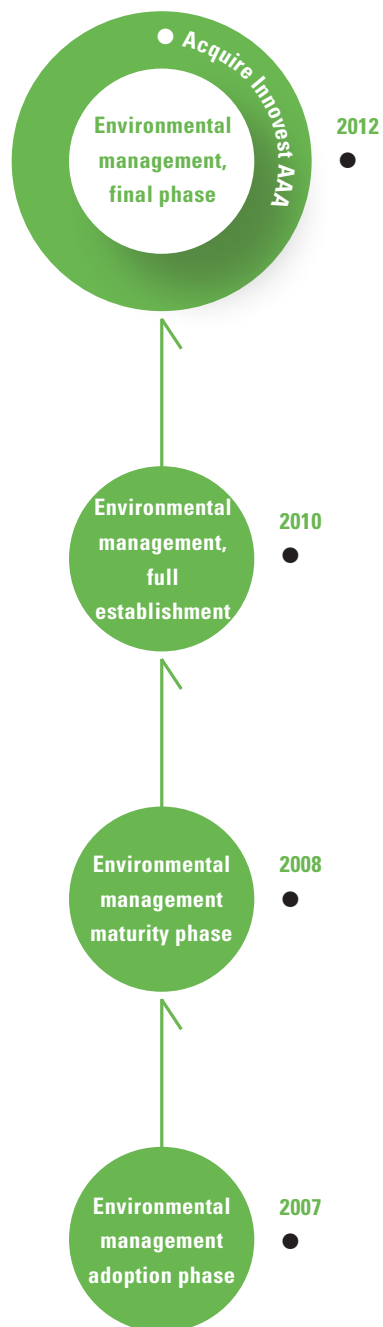 Acquire Innovest AAA
Environmental
management,
final phase
2012
Environmental
management,
full
establishment
2010
Environmental
management
maturity phase
2008
Environmental
management
adoption phase
2007